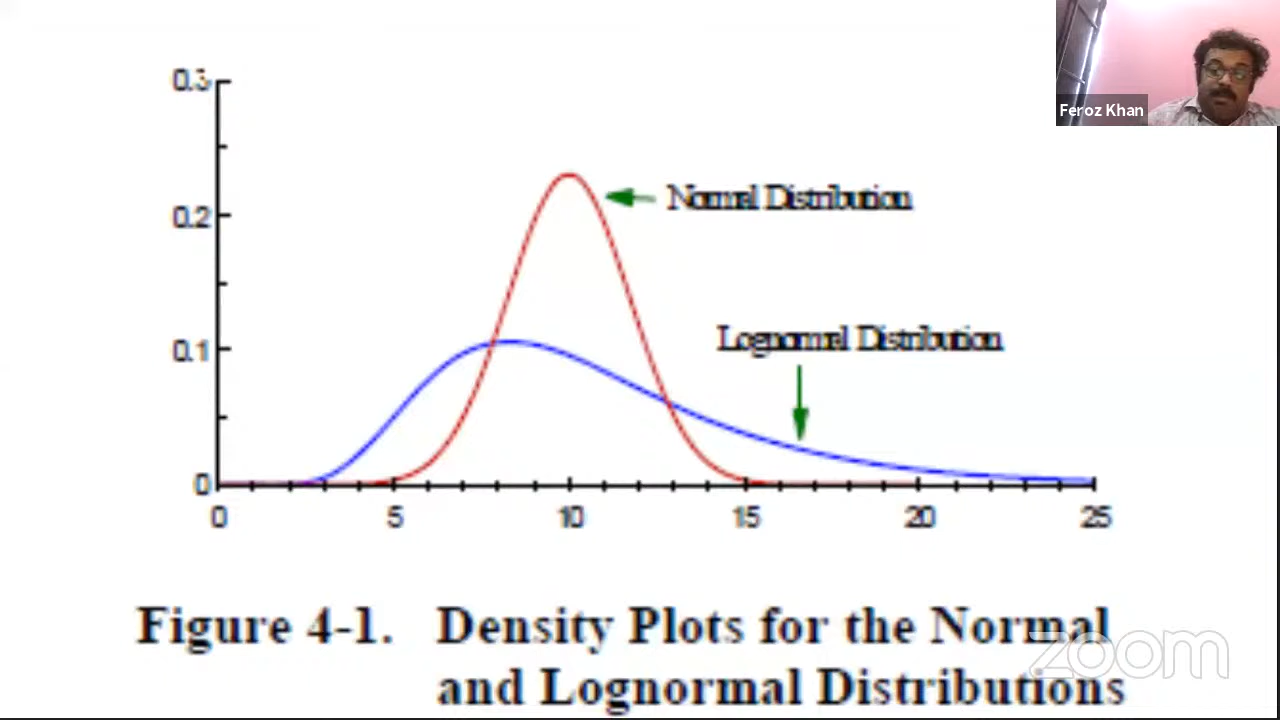 Feroz Khan
0.3
Normal Distribution
0.2
Lognormal Distribution
0.1
0
0 5 10 15 20 25
Figure 4-1. Density Plots for the Normal
and Lognormal Distributions
zoom